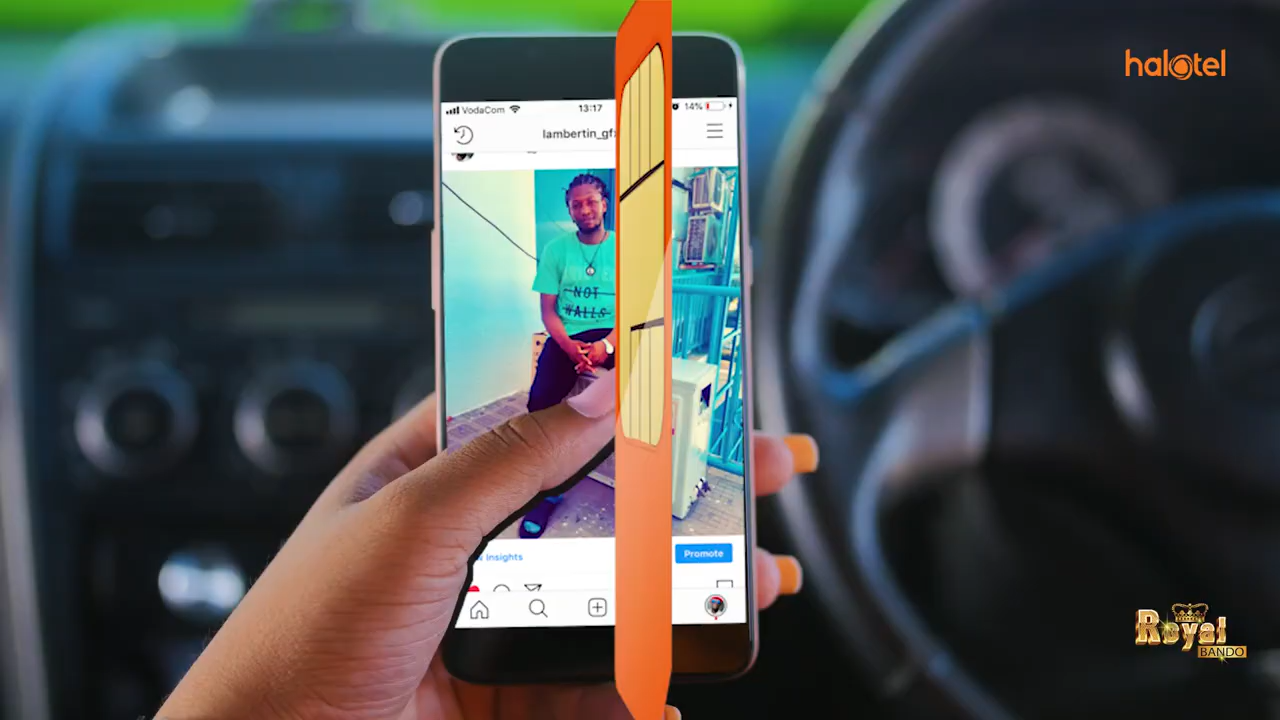 halotel
VodaCom
13:17
14%
lambertin_gf
NOT
WALLS
Insights
Promote
Royal
BANDO